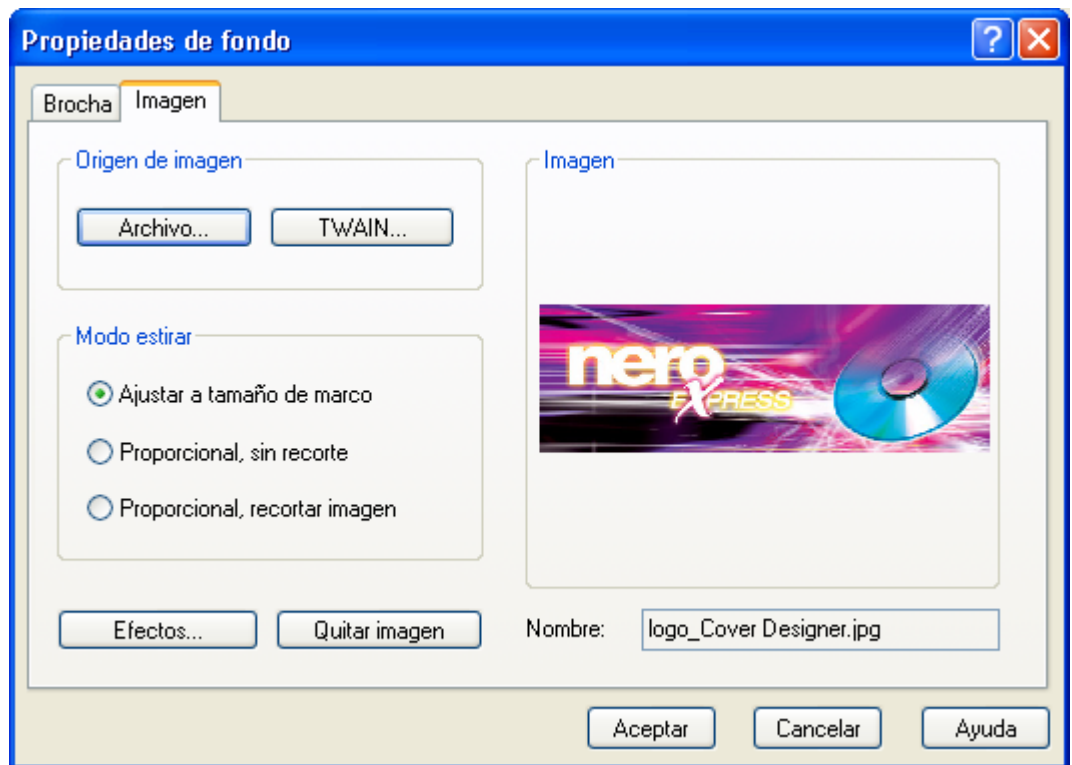 Propiedades de fondo
Brocha
Imagen
Origen de imagen
Archivo...
TWAIN...
Modo estirar
Ajustar a tamaño de marco
Proporcional, sin recorte
Proporcional, recortar imagen
Efectos...
Quitar imagen
Imagen
nero
EXPRESS
Nombre:
logo_Cover Designer.jpg
Aceptar
Cancelar
Ayuda